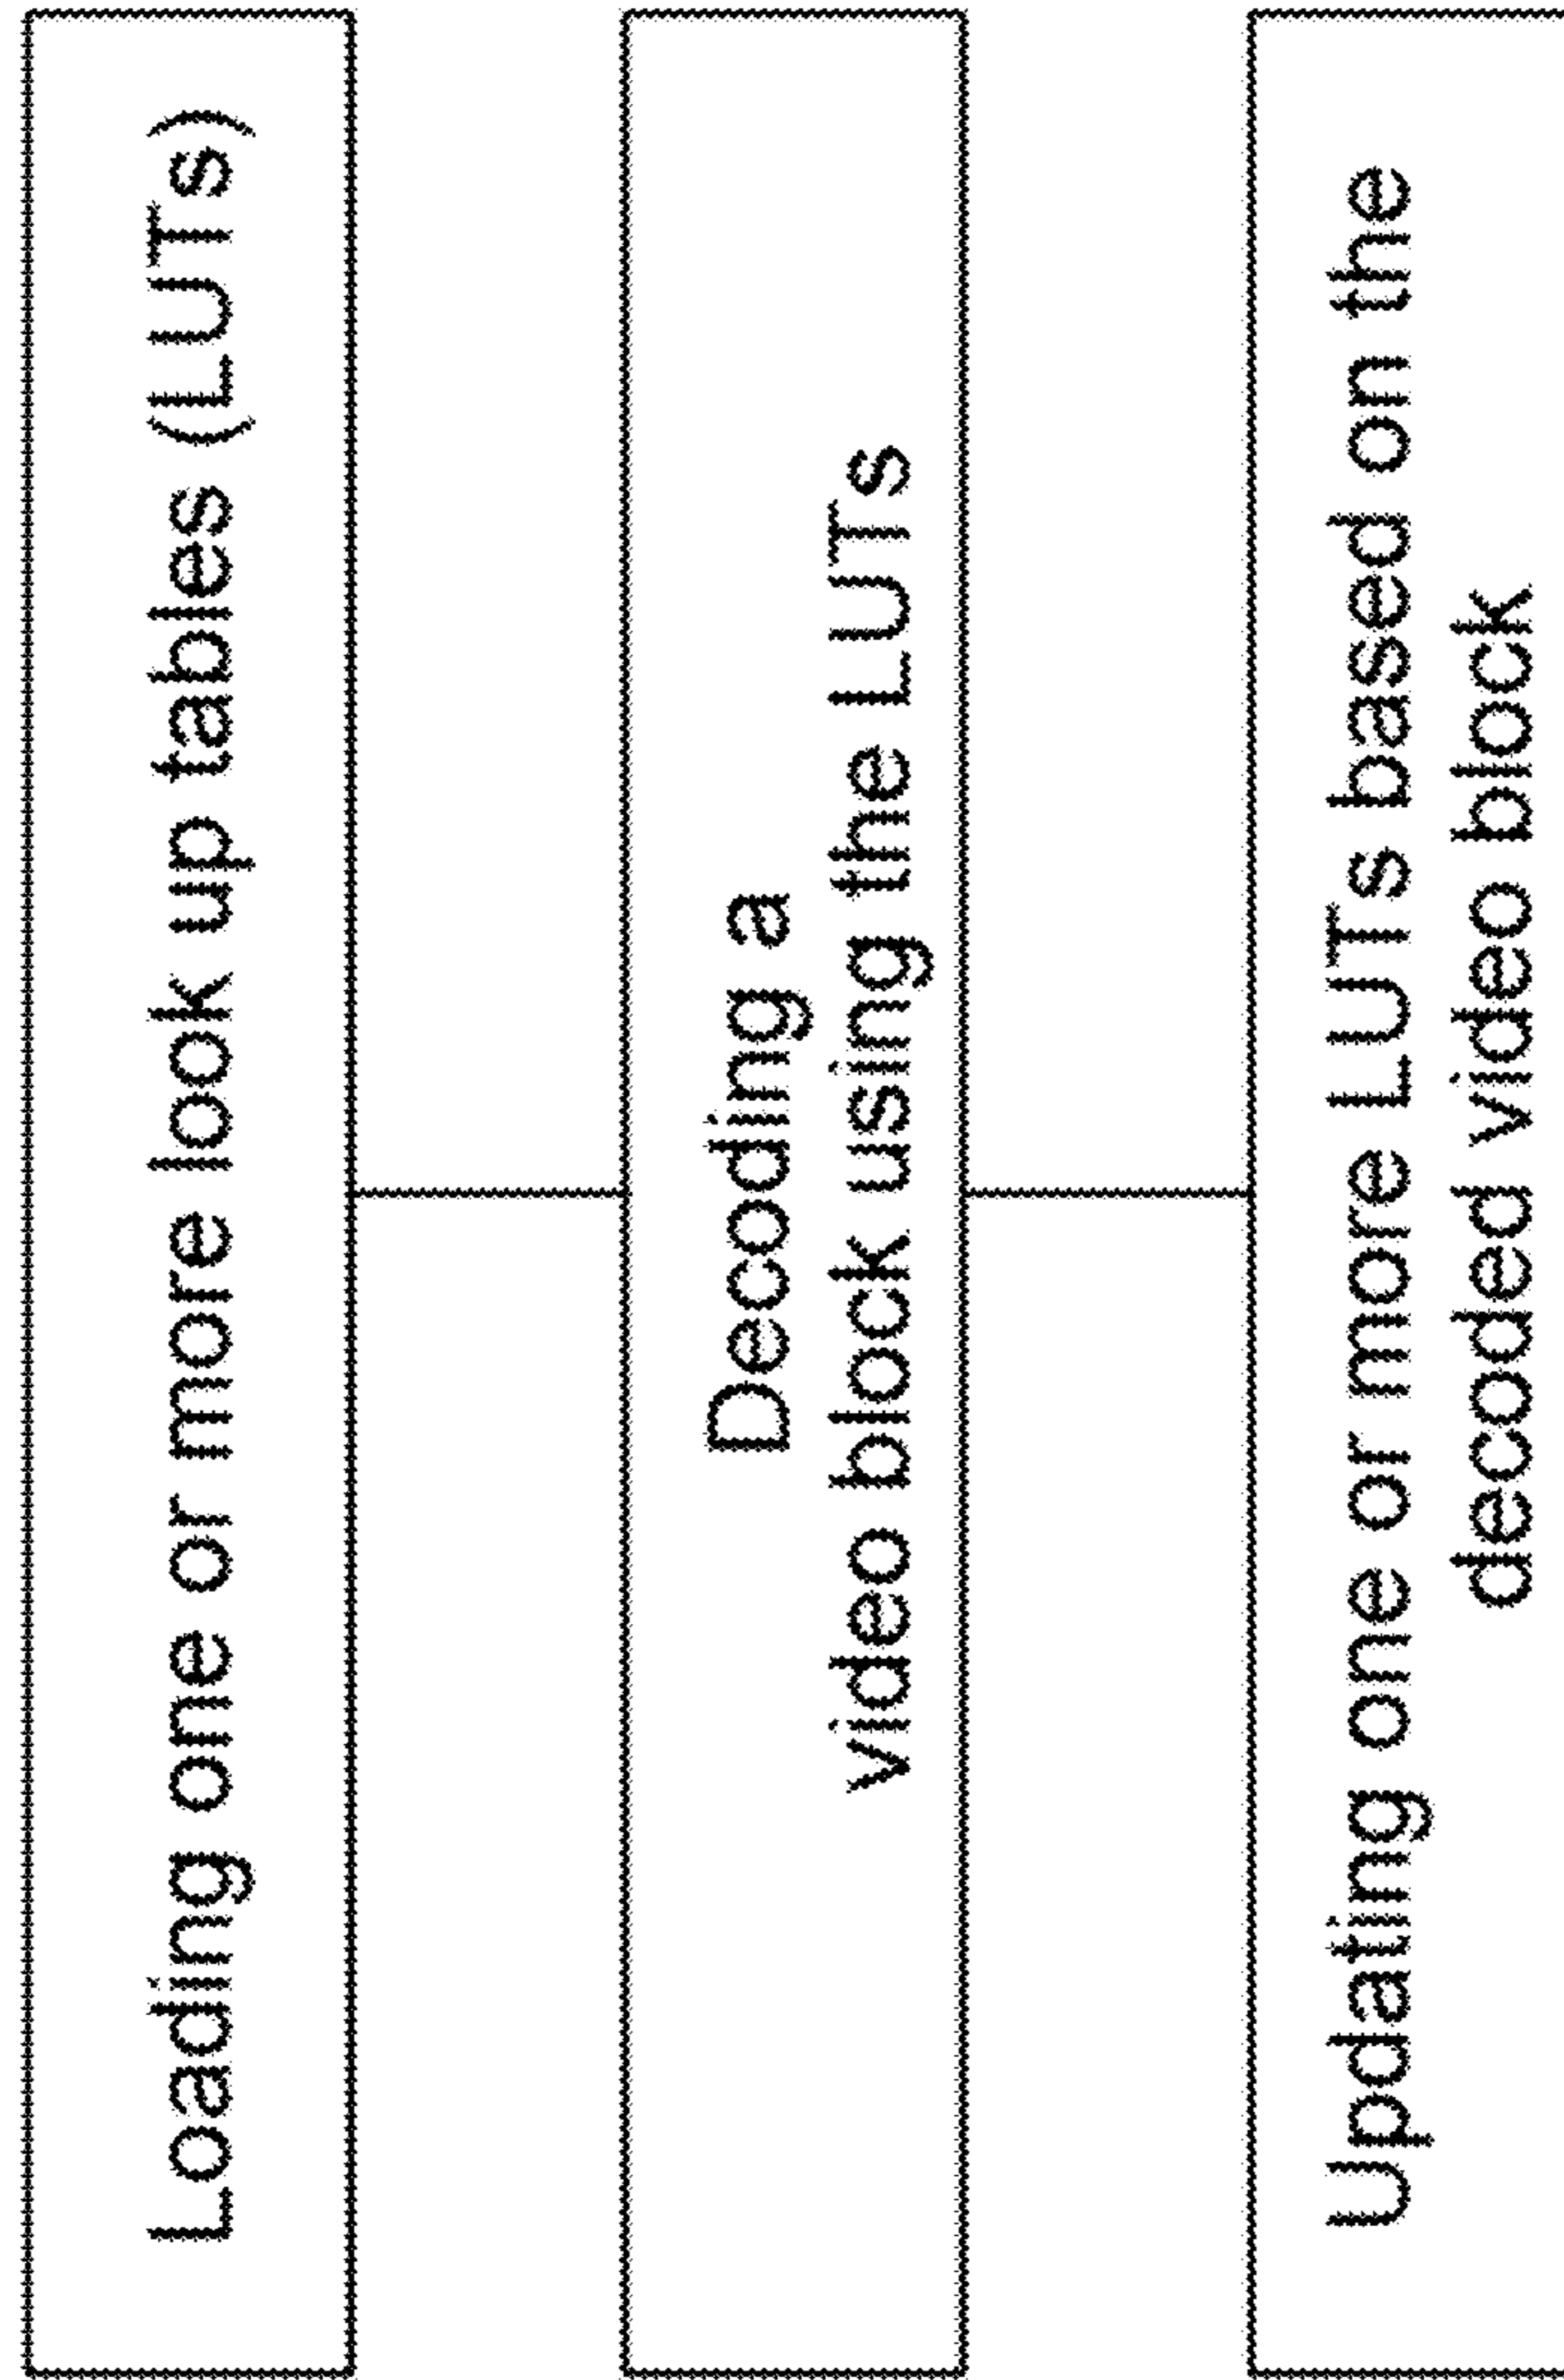 Loading one or more look up tables (LUTs)
Decoding a
video block using the LUTs
Updating one or more LUTs based on the
decoded video block